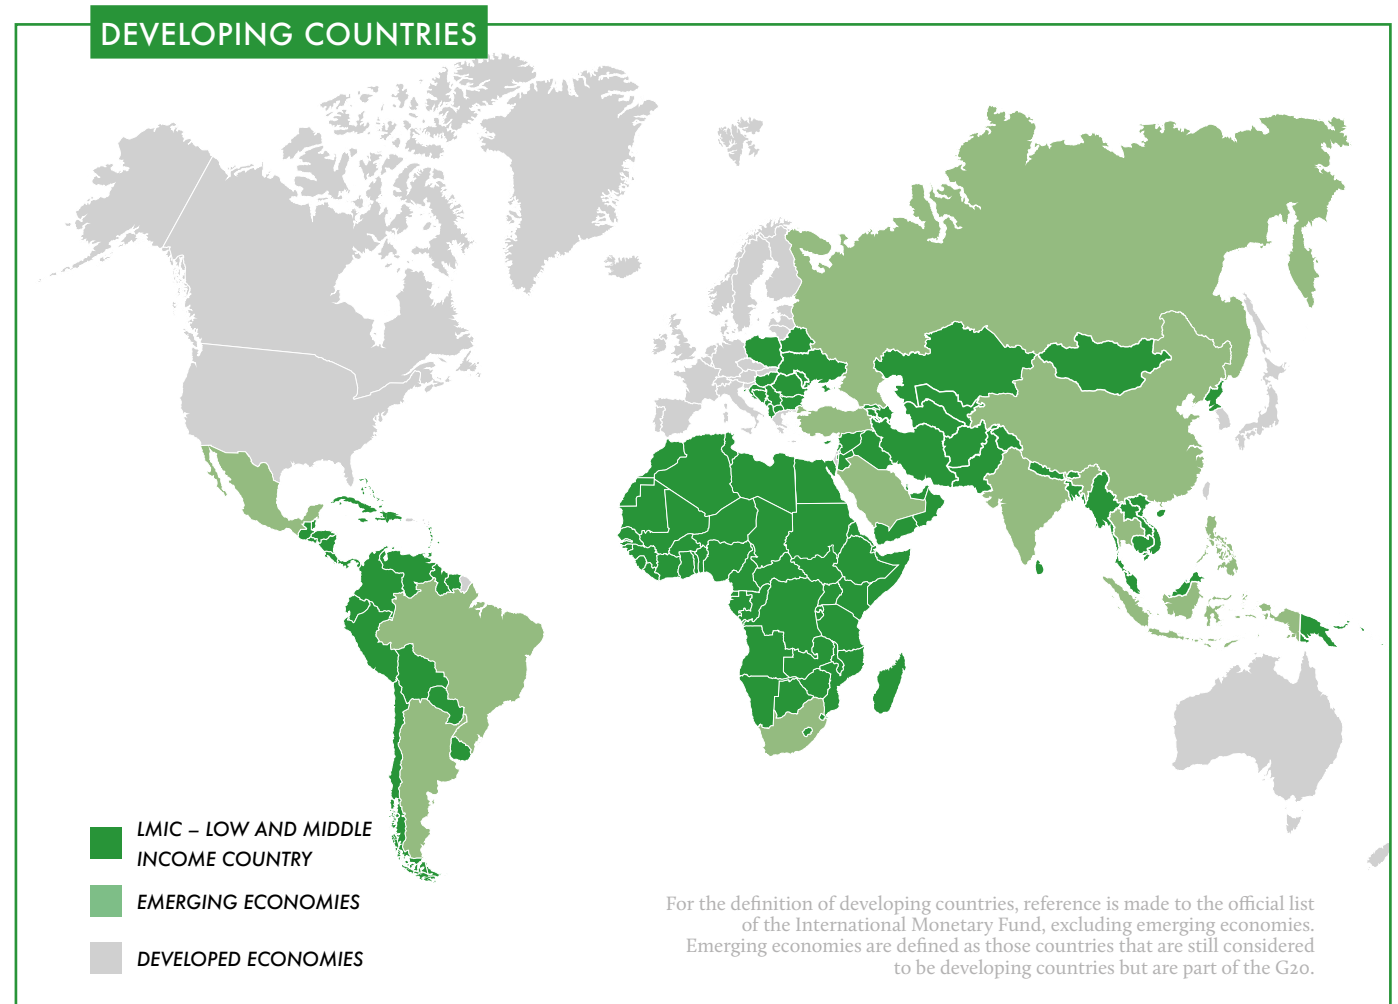 DEVELOPING COUNTRIES
LMIC – LOW AND MIDDLE
INCOME COUNTRY
EMERGING ECONOMIES
DEVELOPED ECONOMIES
For the definition of developing countries, reference is made to the official list
of the International Monetary Fund, excluding emerging economies.
Emerging economies are defined as those countries that are still considered
to be developing countries but are part of the G20.